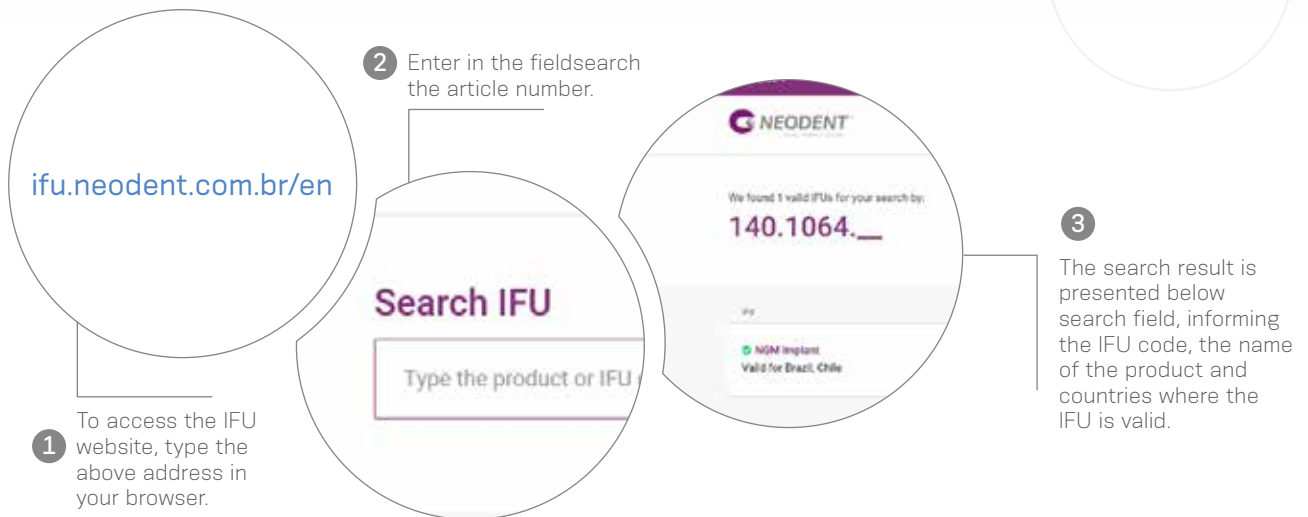 ifu.neodent.com.br/en
1
To access the IFU
website, type the
above address in
your browser.
2
Enter in the fieldsearch
the article number.
Search IFU
Type the product or IFU
NEODENT
We found 1 valid IFUs for your search by:
140.1064.__
NGM Implant
Valid for Brazil, Chile
3
The search result is
presented below
search field, informing
the IFU code, the name
of the product and
countries where the
IFU is valid.